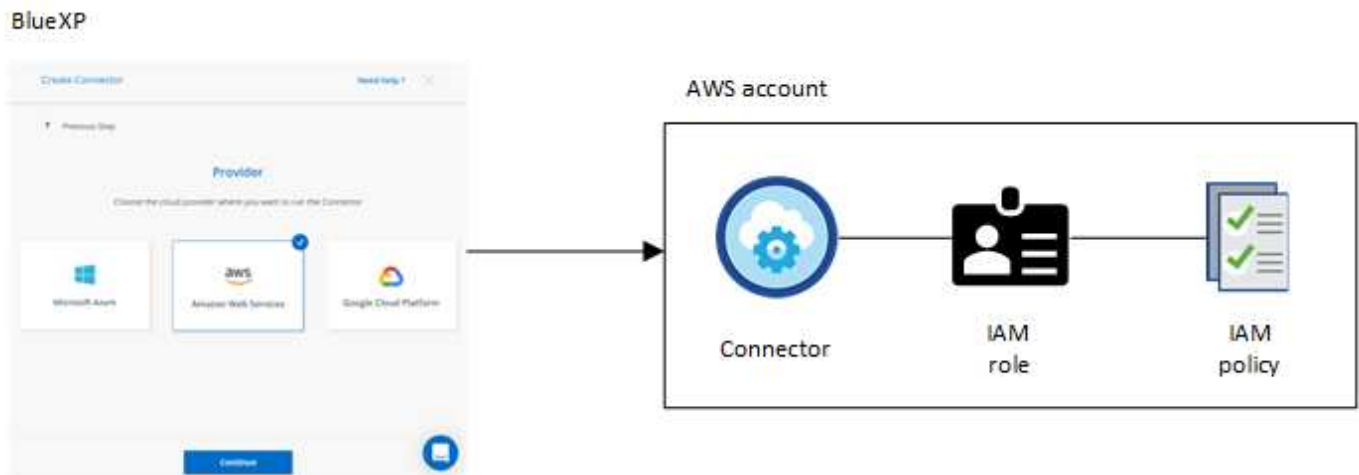 BlueXP
Create Connector
Need help?
Previous Step
Provider
Choose the cloud provider where you want to run the Connector
aws
Microsoft Azure
Amazon Web Services
Google Cloud Platform
Continue
AWS account
Connector
IAM
role
IAM
policy